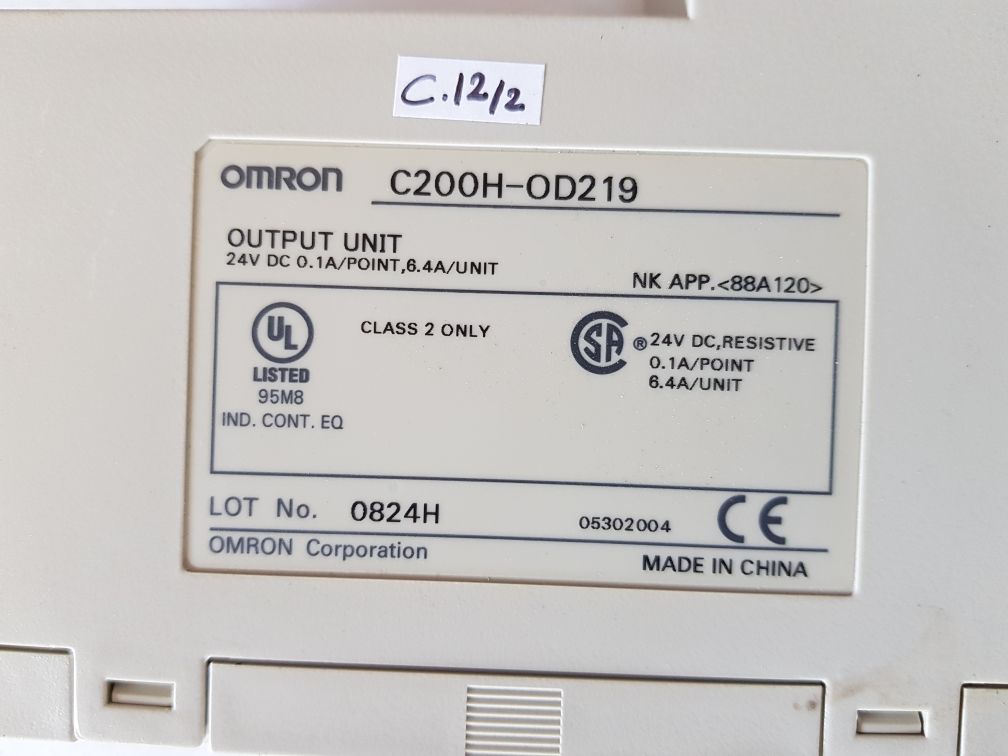 C.12/2
OMRON C200H-OD219
OUTPUT UNIT
24V DC 0.1A/POINT,6.4A/UNIT
NK APP.<88A120>
UL
LISTED
95M8
IND. CONT. EQ
CLASS 2 ONLY
SA ® 24V DC,RESISTIVE
0.1A/POINT
6.4A/UNIT
LOT No. 0824H
05302004 CE
OMRON Corporation
MADE IN CHINA